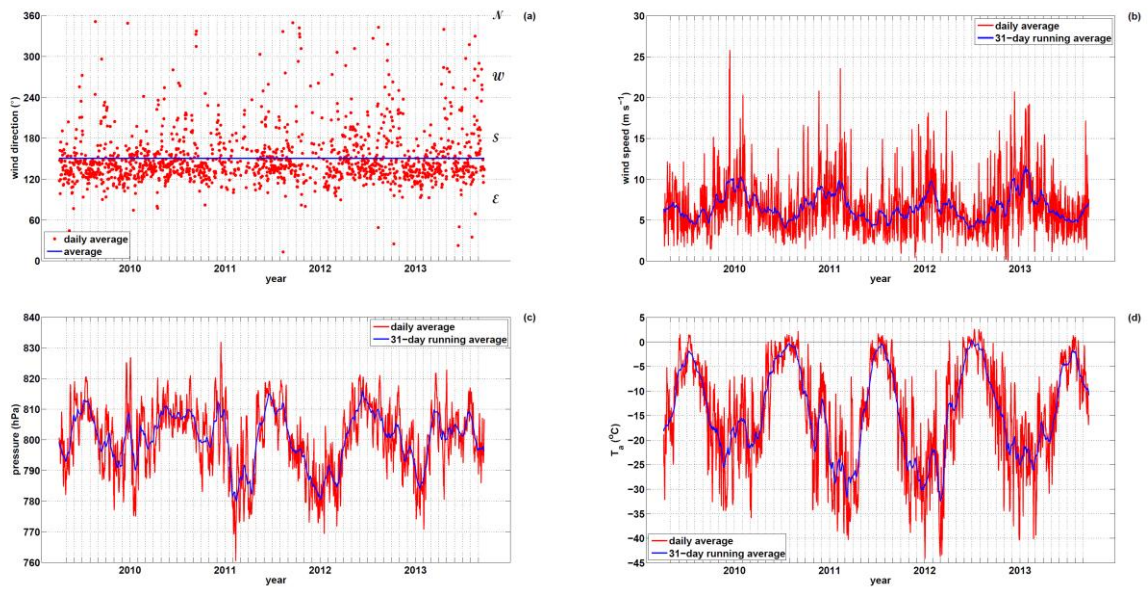 360
300
240
180
120
60
0
wind direction (°)
N
W
S
E
(a)
daily average
average
2010 2011 2012 2013
year
30
25
20
15
10
5
0
wind speed (m s⁻¹)
(b)
daily average
31−day running average
2010 2011 2012 2013
year
840
830
820
810
800
790
780
770
760
pressure (hPa)
(c)
daily average
31−day running average
2010 2011 2012 2013
year
5
0
−5
−10
−15
−20
−25
−30
−35
−40
−45
Tₐ (°C)
(d)
daily average
31−day running average
2010 2011 2012 2013
year